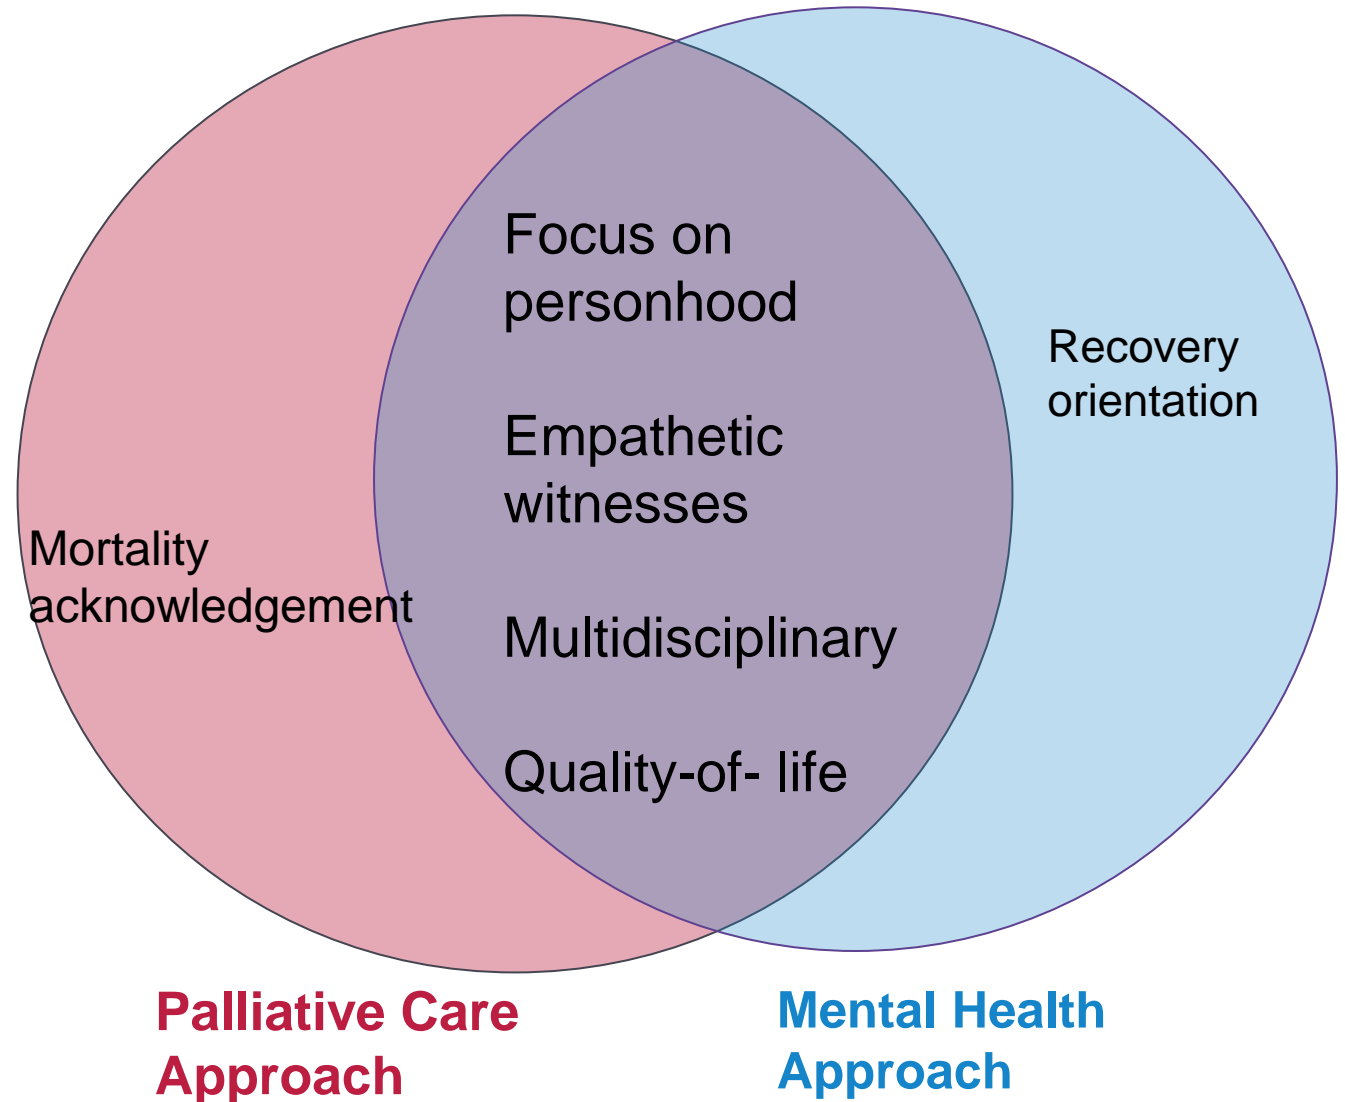 Focus on
personhood
Empathetic
witnesses
Multidisciplinary
Quality-of- life
Recovery
orientation
Mortality
acknowledgement
Palliative Care
Approach
Mental Health
Approach